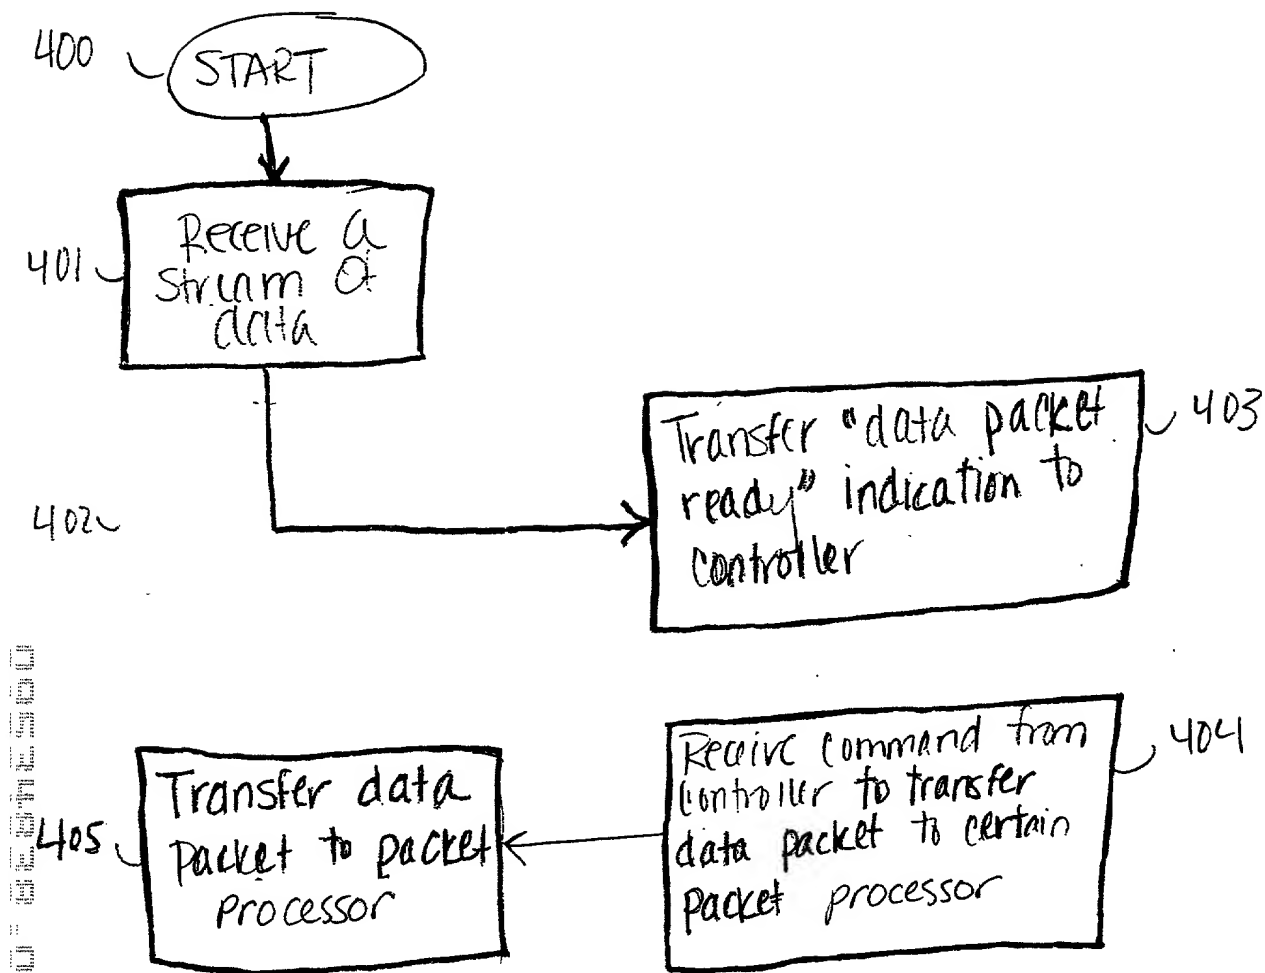 400
START
401
Receive a
stream of
data
402
Transfer "data packet
ready" indication to
controller
403
Receive command from
controller to transfer
data packet to certain
packet processor
404
405
Transfer data
packet to packet
processor